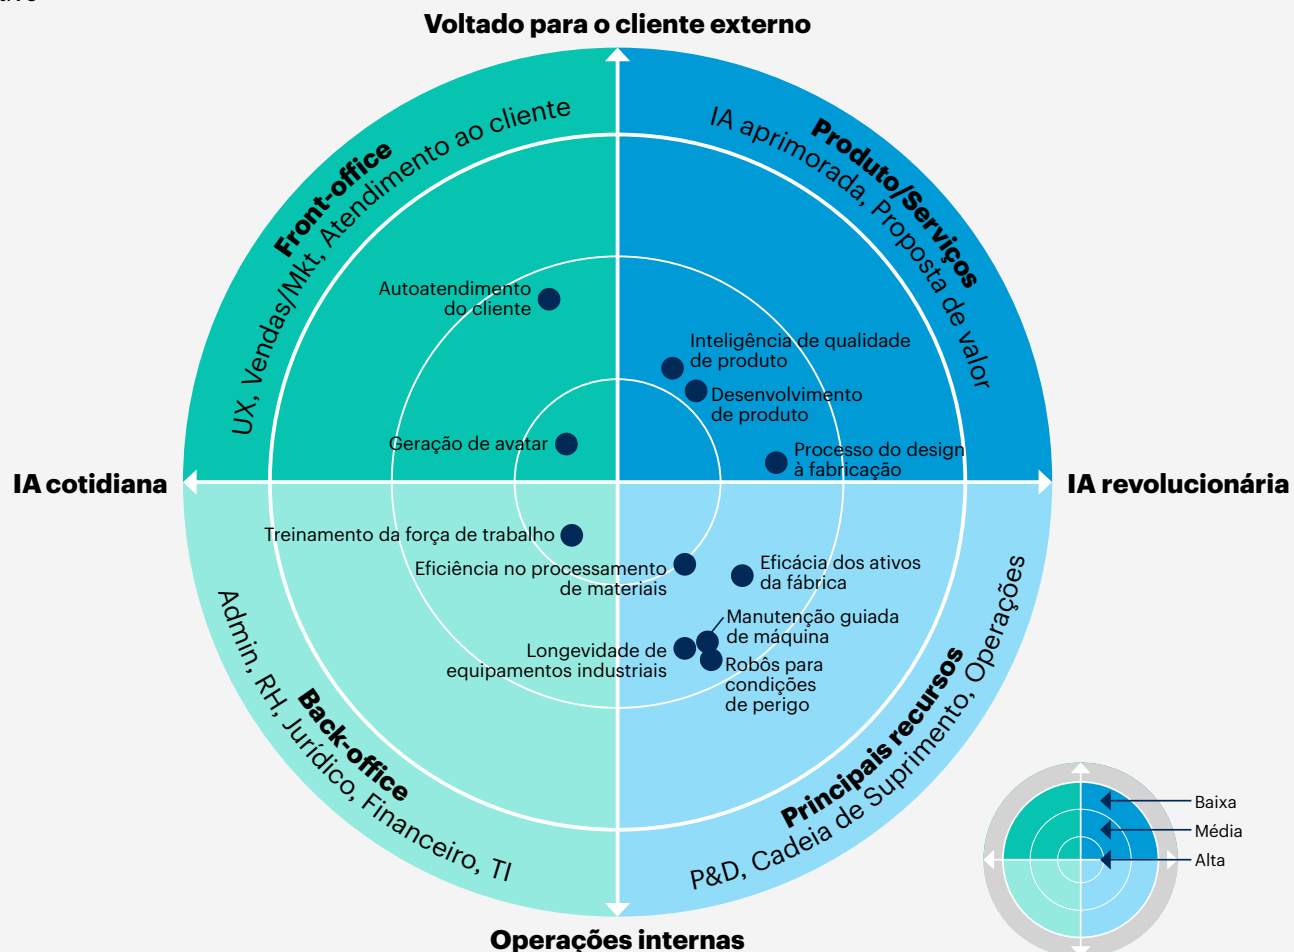 Voltado para o cliente externo
Front-office
UX, Vendas/Mkt, Atendimento ao cliente
Produto/Serviços
IA aprimorada, Proposta de valor
Autoatendimento
do cliente
Inteligência de qualidade
de produto
Desenvolvimento
de produto
Geração de avatar
Processo do design
à fabricação
IA cotidiana
IA revolucionária
Treinamento da força de trabalho
Eficiência no processamento
de materiais
Eficácia dos ativos
da fábrica
Manutenção guiada
de máquina
Longevidade de
equipamentos industriais
Robôs para
condições
de perigo
Back-office
Admin, RH, Jurídico, Financeiro, TI
Principais recursos
P&D, Cadeia de Suprimento, Operações
Baixa
Média
Alta
Operações internas